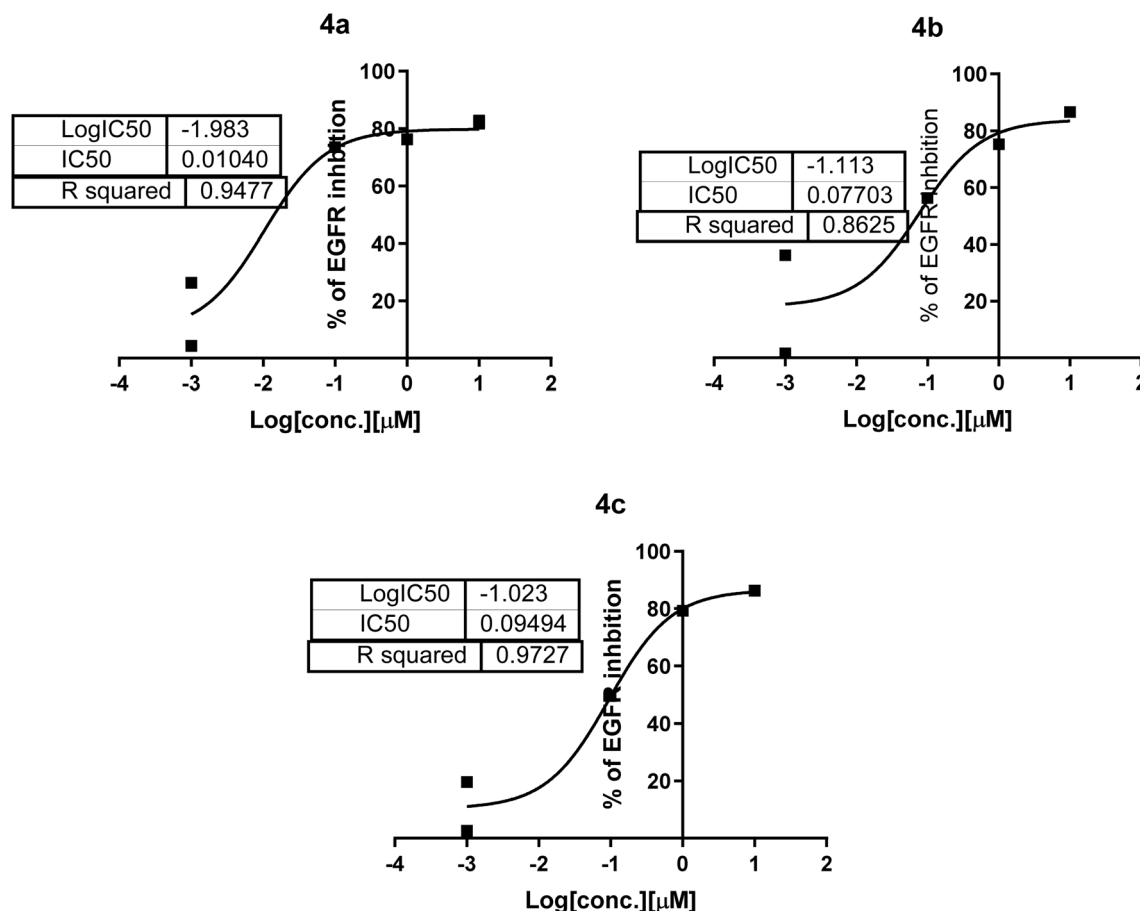 4a
LogIC50 -1.983
IC50 0.01040
R squared 0.9477
% of EGFR inhbition
100
80
60
40
20
-4 -3 -2 -1 0 1 2
Log[conc.][μM]
4b
LogIC50 -1.113
IC50 0.07703
R squared 0.8625
% of EGFR inhbition
100
80
60
40
20
-4 -3 -2 -1 0 1 2
Log[conc.][μM]
4c
LogIC50 -1.023
IC50 0.09494
R squared 0.9727
% of EGFR inhbition
100
80
60
40
20
-4 -3 -2 -1 0 1 2
Log[conc.][μM]